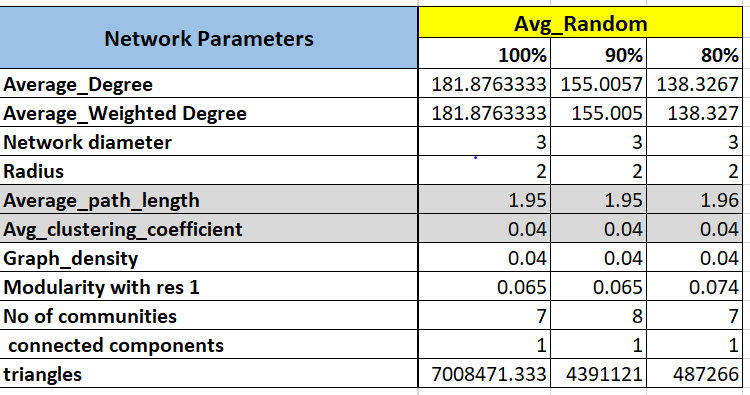 Network Parameters Avg_Random
100% 90% 80%
Average_Degree 181.8763333 155.0057 138.3267
Average_Weighted Degree 181.8763333 155.005 138.327
Network diameter 3 3 3
Radius 2 2 2
Average_path_length 1.95 1.95 1.96
Avg_clustering_coefficient 0.04 0.04 0.04
Graph_density 0.04 0.04 0.04
Modularity with res 1 0.065 0.065 0.074
No of communities 7 8 7
connected components 1 1 1
triangles 7008471.333 4391121 487266